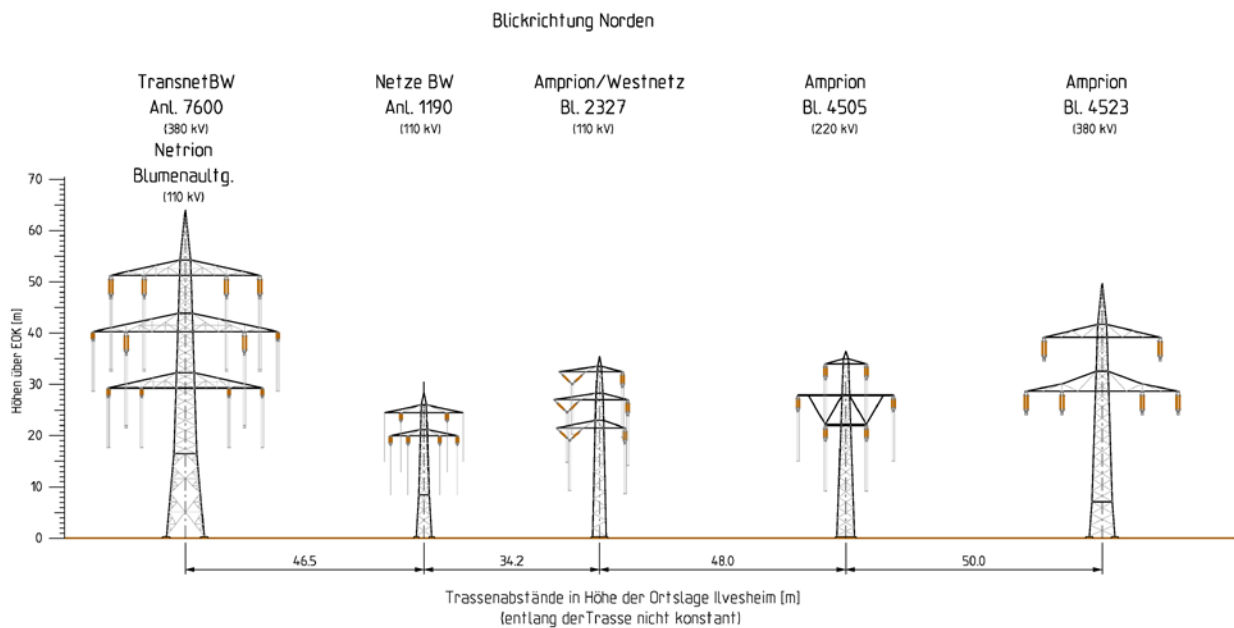 Blickrichtung Norden
TransnetBW
Anl. 7600
(380 kV)
Netrion
Blumenaultg.
(110 kV)
Netze BW
Anl. 1190
(110 kV)
Amprion/Westnetz
Bl. 2327
(110 kV)
Amprion
Bl. 4505
(220 kV)
Amprion
Bl. 4523
(380 kV)
Höhen über EOK [m]
70
60
50
40
30
20
10
0
46.5
34.2
48.0
50.0
Trassenabstände in Höhe der Ortslage Ilvesheim [m]
(entlang derTrasse nicht konstant)